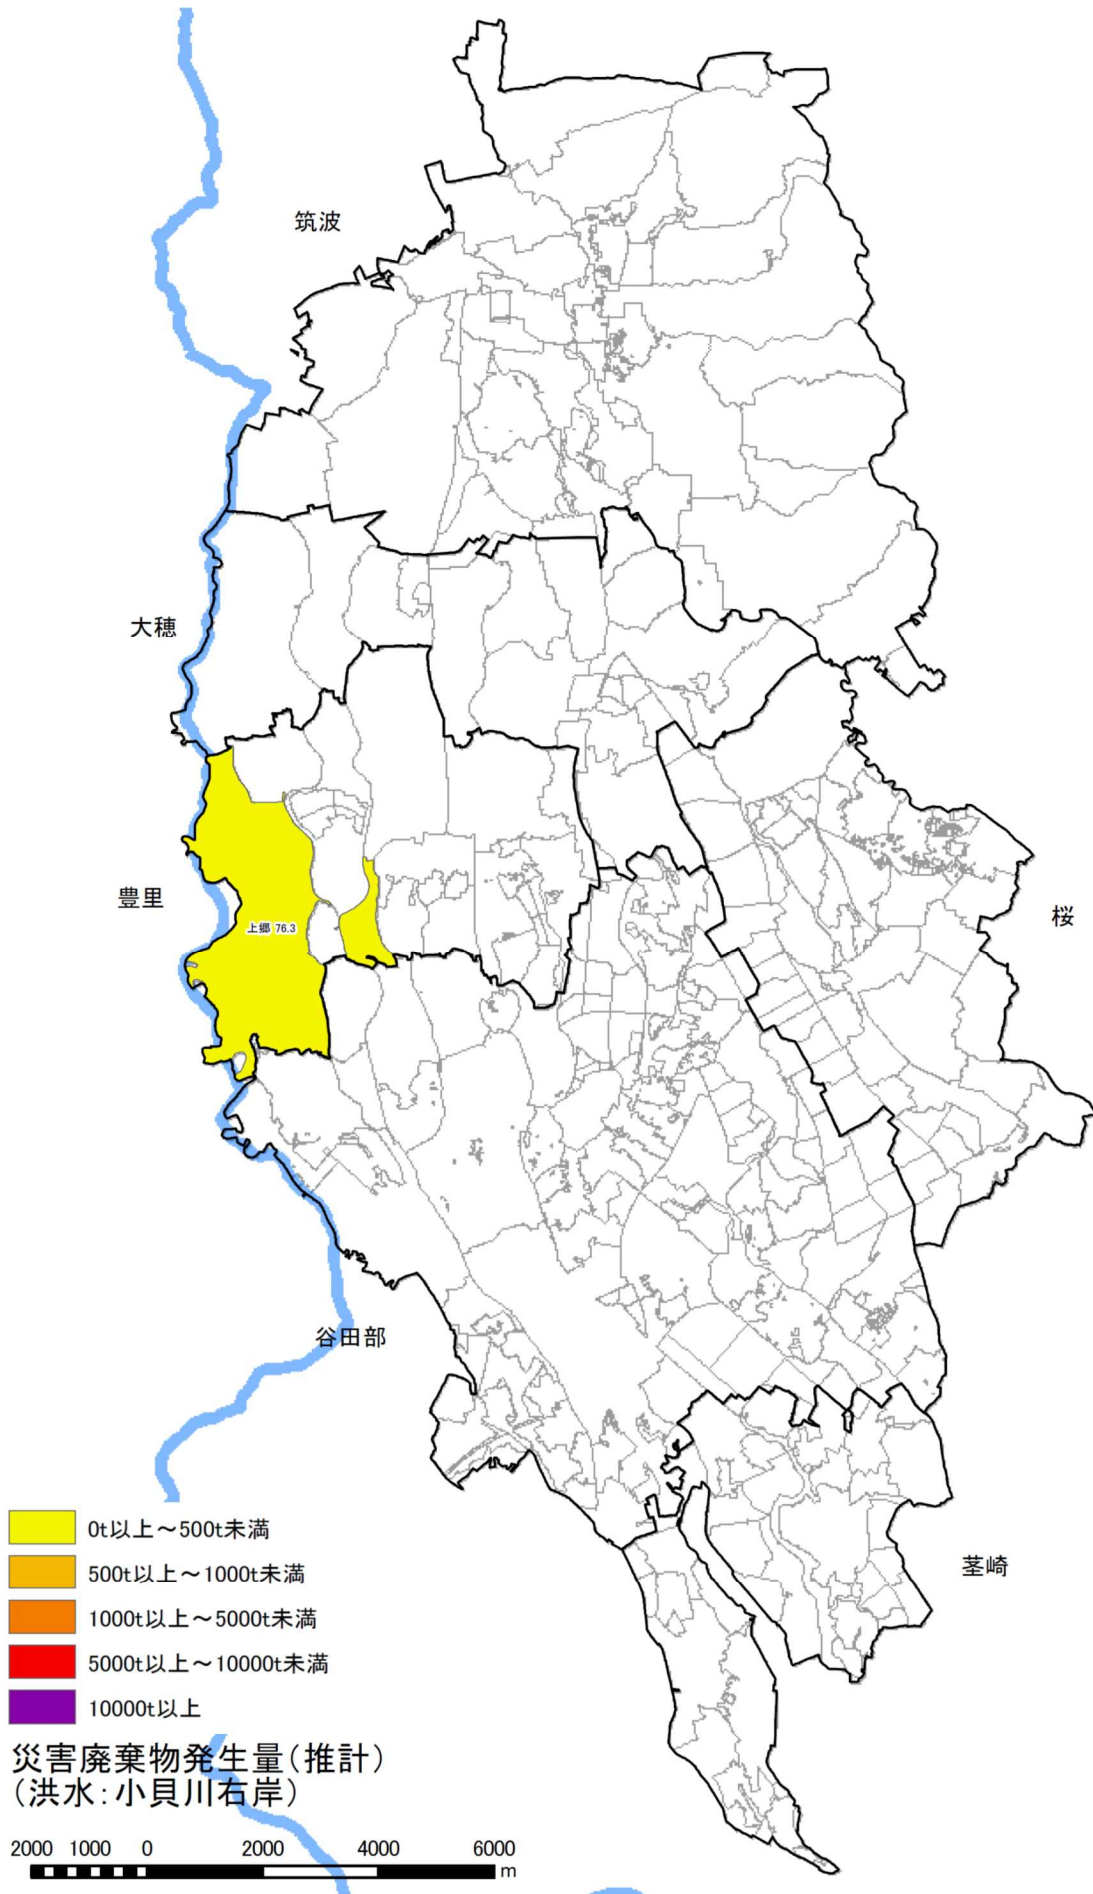 筑波
大穂
豊里
上郷 76.3
桜
谷田部
茎崎
0t以上～500t未満
500t以上～1000t未満
1000t以上～5000t未満
5000t以上～10000t未満
10000t以上
災害廃棄物発生量（推計）
（洪水：小貝川右岸）
2000 1000 0 2000 4000 6000
m